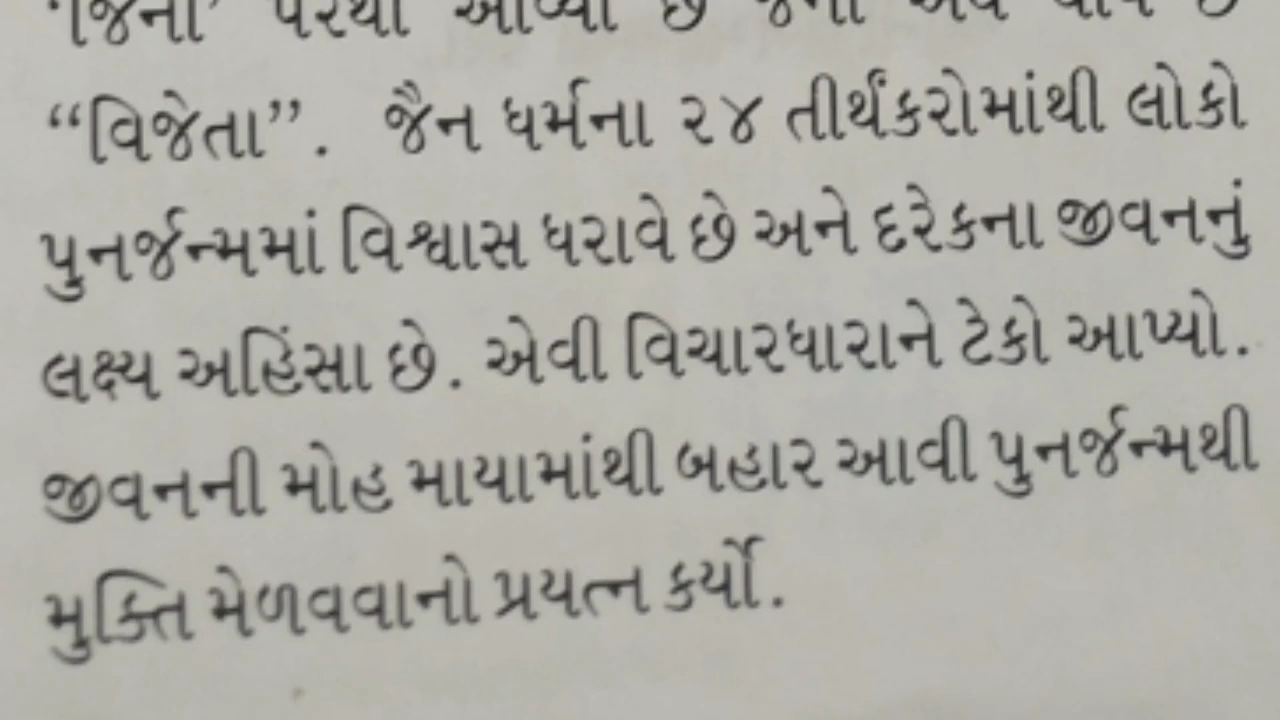 “વિજેતા”. જૈન ધર્મના ૨૪ તીર્થંકરોમાંથી લોકો
પુનર્જન્મમાં વિશ્વાસ ધરાવે છે અને દરેકના જીવનનું
લક્ષ્ય અહિંસા છે. એવી વિચારધારાને ટેકો આપ્યો.
જીવનની મોહ માયામાંથી બહાર આવી પુનર્જન્મથી
મુક્તિ મેળવવાનો પ્રયત્ન કર્યો.